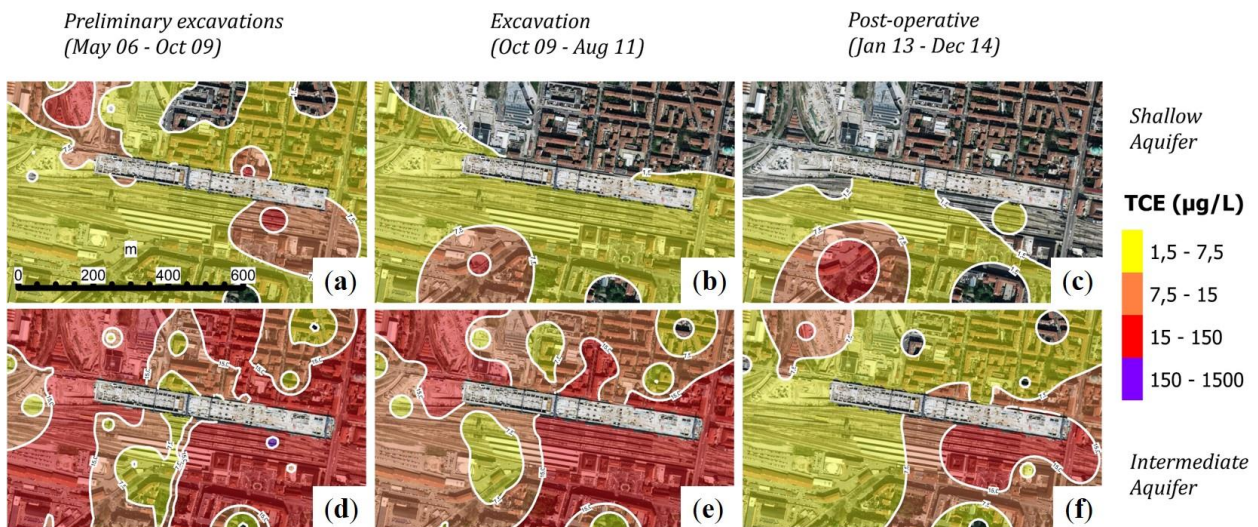 Preliminary excavations
(May 06 - Oct 09)
Excavation
(Oct 09 - Aug 11)
Post-operative
(Jan 13 - Dec 14)
Shallow
Aquifer
TCE (µg/L)
1,5 - 7,5
7,5 - 15
15 - 150
150 - 1500
Intermediate
Aquifer
m
0 200 400 600
(a)
(b)
(c)
(d)
(e)
(f)